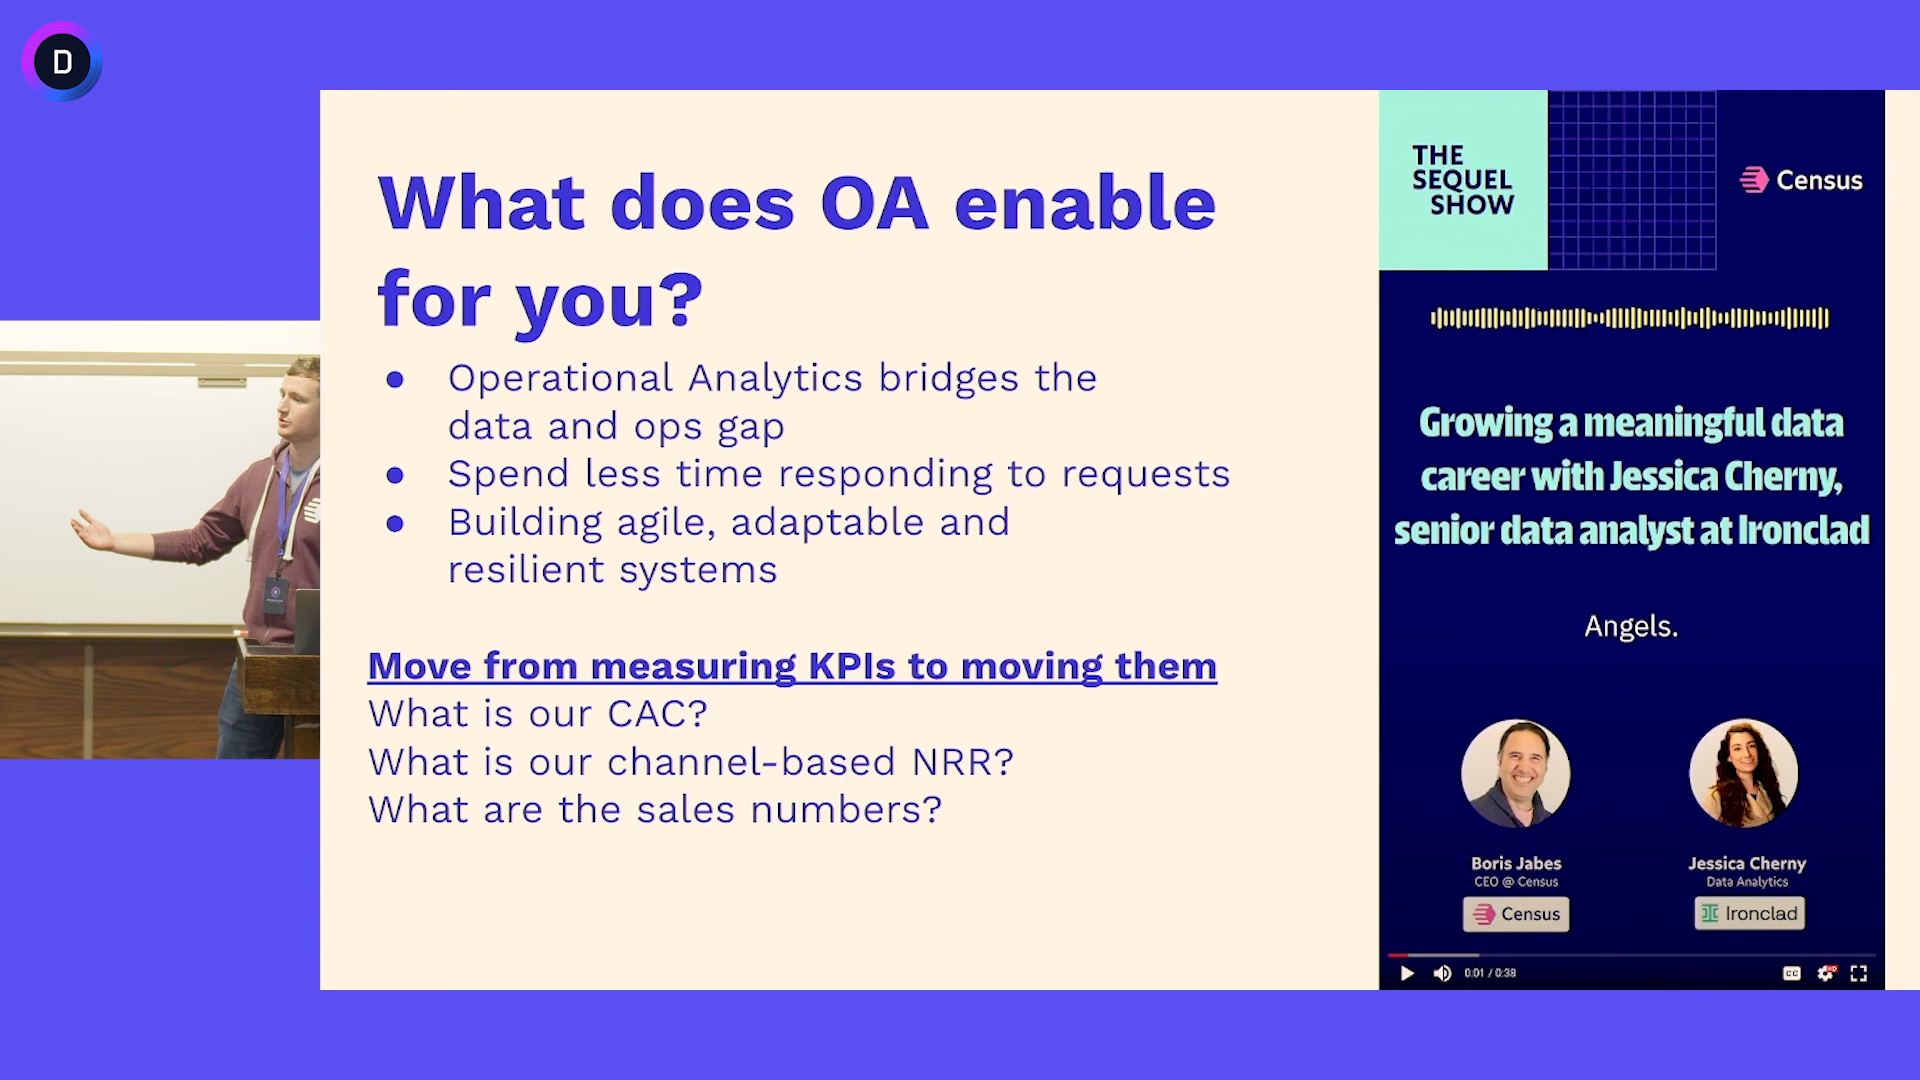 D
What does OA enable
for you?
● Operational Analytics bridges the
data and ops gap
● Spend less time responding to requests
● Building agile, adaptable and
resilient systems
Move from measuring KPIs to moving them
What is our CAC?
What is our channel-based NRR?
What are the sales numbers?
THE
SEQUEL
SHOW
Census
Growing a meaningful data
career with Jessica Cherny,
senior data analyst at Ironclad
Angels.
Boris Jabes
CEO @ Census
Census
Jessica Cherny
Data Analytics
Ironclad
0:01 / 0:38
CC